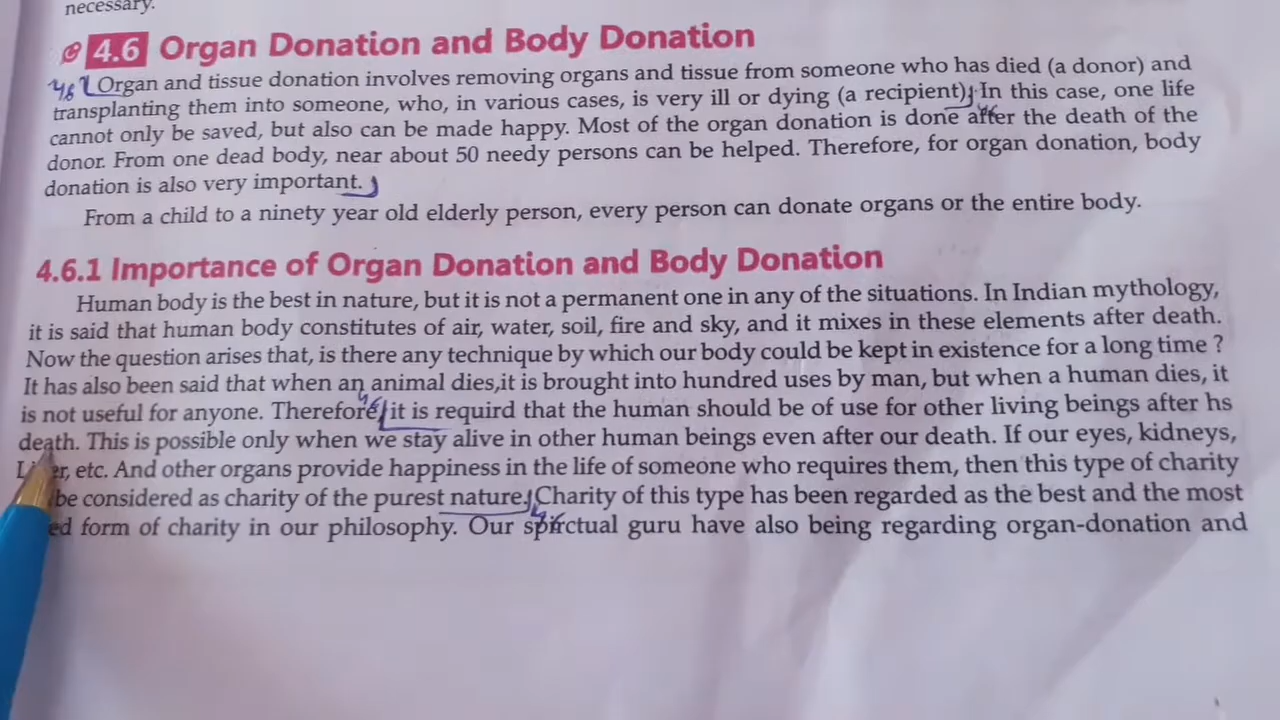 necessary.
4.6 Organ Donation and Body Donation
Organ and tissue donation involves removing organs and tissue from someone who has died (a donor) and
transplanting them into someone, who, in various cases, is very ill or dying (a recipient). In this case, one life
cannot only be saved, but also can be made happy. Most of the organ donation is done after the death of the
donor. From one dead body, near about 50 needy persons can be helped. Therefore, for organ donation, body
donation is also very important.
From a child to a ninety year old elderly person, every person can donate organs or the entire body.
4.6.1 Importance of Organ Donation and Body Donation
Human body is the best in nature, but it is not a permanent one in any of the situations. In Indian mythology,
it is said that human body constitutes of air, water, soil, fire and sky, and it mixes in these elements after death.
Now the question arises that, is there any technique by which our body could be kept in existence for a long time ?
It has also been said that when an animal dies,it is brought into hundred uses by man, but when a human dies, it
is not useful for anyone. Therefore it is requird that the human should be of use for other living beings after hs
death. This is possible only when we stay alive in other human beings even after our death. If our eyes, kidneys,
etc. And other organs provide happiness in the life of someone who requires them, then this type of charity
be considered as charity of the purest nature. Charity of this type has been regarded as the best and the most
form of charity in our philosophy. Our guru have also being regarding organ-donation and